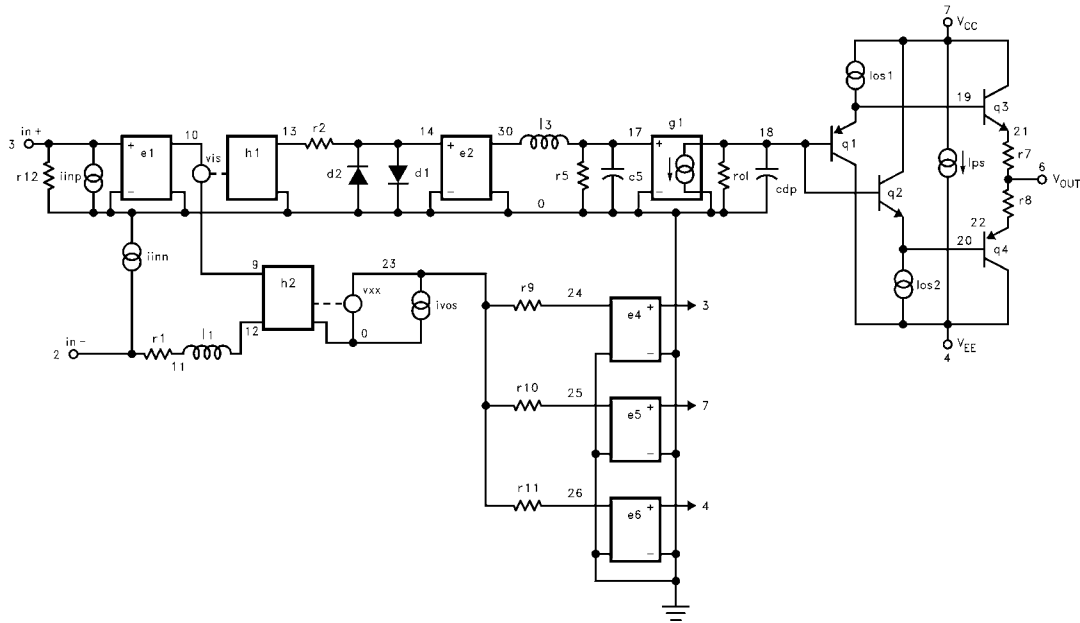 7
VCC
Ios1
19
q3
in+
3
10
13
r2
14
30
l3
17
g1
18
21
+
e1
vis
h1
+
e2
+
q1
r7
6
VOUT
r12
iinp
d2
d1
r5
c5
rol
cdp
q2
Ips
r8
−
−
0
−
22
20
q4
iinn
9
h2
23
vxx
ivos
Ios2
r9
24
+
e4
3
12
0
in−
2
r1
l1
11
−
VEE
4
r10
25
+
e5
7
−
r11
26
+
e6
4
−